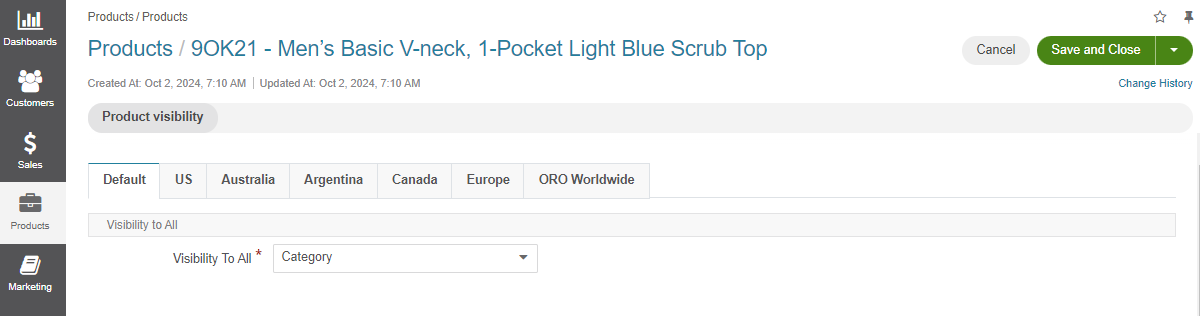 Dashboards
Customers
Sales
Products
Marketing
Products / Products
Products / 9OK21 - Men’s Basic V-neck, 1-Pocket Light Blue Scrub Top
Cancel
Save and Close
Created At: Oct 2, 2024, 7:10 AM | Updated At: Oct 2, 2024, 7:10 AM
Change History
Product visibility
Default US Australia Argentina Canada Europe ORO Worldwide
Visibility to All
Visibility To All * Category